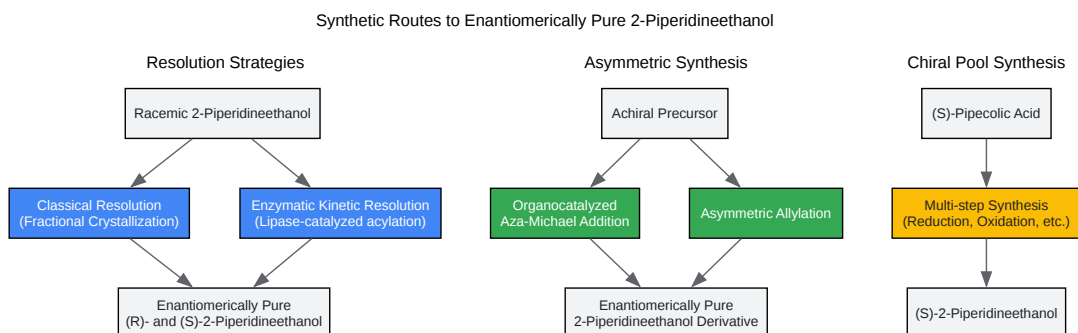 Synthetic Routes to Enantiomerically Pure 2-Piperidineethanol
Resolution Strategies
Racemic 2-Piperidineethanol
Classical Resolution
(Fractional Crystallization)
Enzymatic Kinetic Resolution
(Lipase-catalyzed acylation)
Enantiomerically Pure
(R)- and (S)-2-Piperidineethanol
Asymmetric Synthesis
Achiral Precursor
Organocatalyzed
Aza-Michael Addition
Asymmetric Allylation
Enantiomerically Pure
2-Piperidineethanol Derivative
Chiral Pool Synthesis
(S)-Pipecolic Acid
Multi-step Synthesis
(Reduction, Oxidation, etc.)
(S)-2-Piperidineethanol